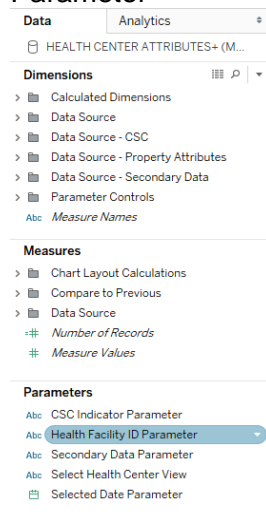 Parameter
Data Analytics
HEALTH CENTER ATTRIBUTES+ (M...
Dimensions
Calculated Dimensions
Data Source
Data Source - CSC
Data Source - Property Attributes
Data Source - Secondary Data
Parameter Controls
Abc Measure Names
Measures
Chart Layout Calculations
Compare to Previous
Data Source
=# Number of Records
# Measure Values
Parameters
Abc CSC Indicator Parameter
Abc Health Facility ID Parameter
Abc Secondary Data Parameter
Abc Select Health Center View
Selected Date Parameter